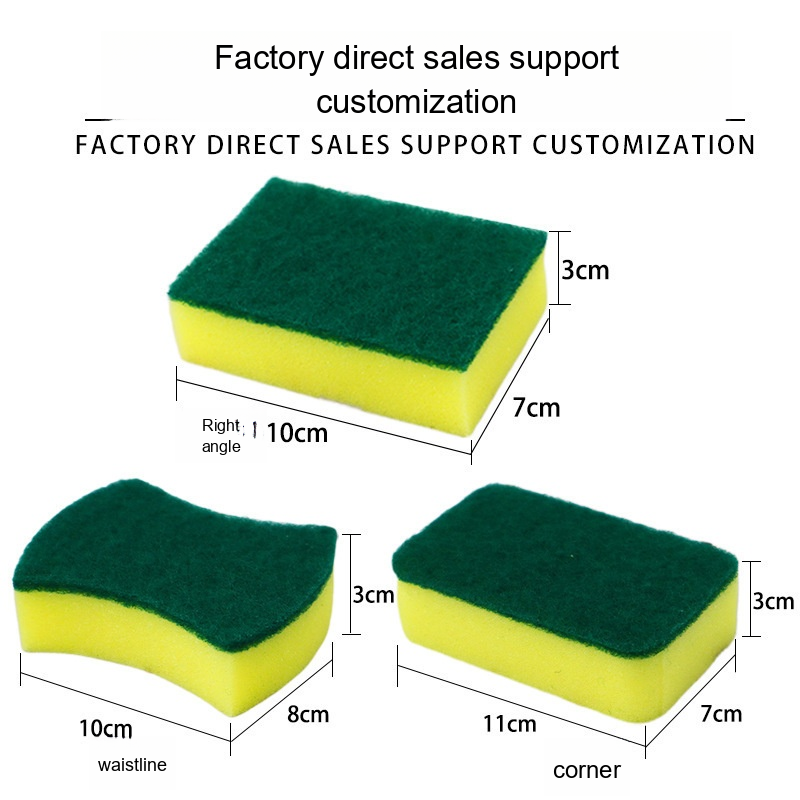 Factory direct sales support
customization
FACTORY DIRECT SALES SUPPORT CUSTOMIZATION
3cm
7cm
Right
angle
10cm
3cm
8cm
10cm
waistline
3cm
7cm
11cm
corner